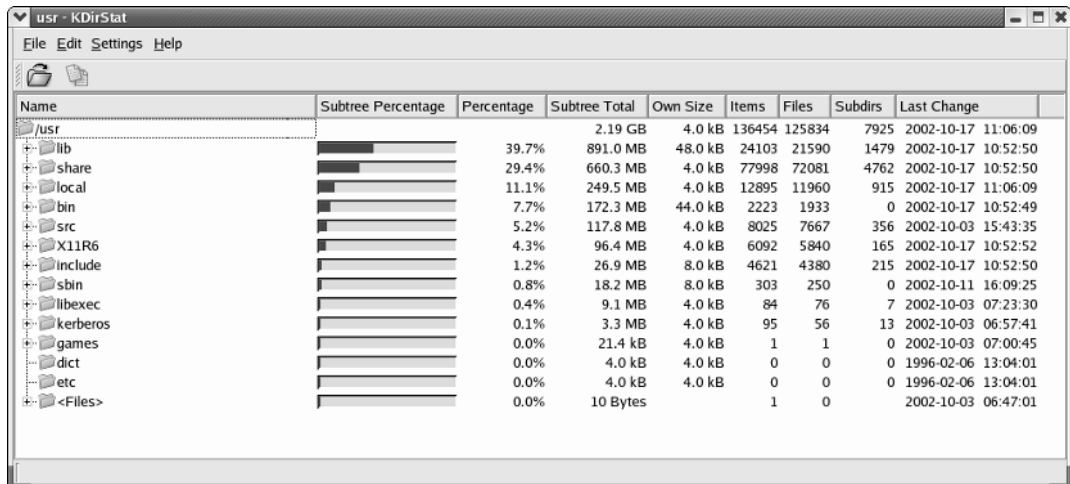 usr - KDirStat
File Edit Settings Help
Name Subtree Percentage Percentage Subtree Total Own Size Items Files Subdirs Last Change
/usr 2.19 GB 4.0 kB 136454 125834 7925 2002-10-17 11:06:09
lib 39.7% 891.0 MB 48.0 kB 24103 21590 1479 2002-10-17 10:52:50
share 29.4% 660.3 MB 4.0 kB 77998 72081 4762 2002-10-17 10:52:50
local 11.1% 249.5 MB 4.0 kB 12895 11960 915 2002-10-17 11:06:09
bin 7.7% 172.3 MB 44.0 kB 2223 1933 0 2002-10-17 10:52:49
src 5.2% 117.8 MB 4.0 kB 8025 7667 356 2002-10-03 15:43:35
X11R6 4.3% 96.4 MB 4.0 kB 6092 5840 165 2002-10-17 10:52:52
include 1.2% 26.9 MB 8.0 kB 4621 4380 215 2002-10-17 10:52:50
sbin 0.8% 18.2 MB 8.0 kB 303 250 0 2002-10-11 16:09:25
libexec 0.4% 9.1 MB 4.0 kB 84 76 7 2002-10-03 07:23:30
kerberos 0.1% 3.3 MB 4.0 kB 95 56 13 2002-10-03 06:57:41
games 0.0% 21.4 kB 4.0 kB 1 1 0 2002-10-03 07:00:45
dict 0.0% 4.0 kB 4.0 kB 0 0 0 1996-02-06 13:04:01
etc 0.0% 4.0 kB 4.0 kB 0 0 0 1996-02-06 13:04:01
<Files> 0.0% 10 Bytes 1 0 2002-10-03 06:47:01